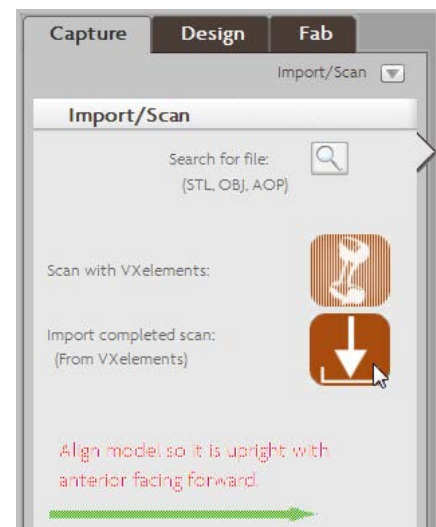 Capture Design Fab
Import/Scan
Import/Scan
Search for file:
(STL, OBJ, AOP)
Scan with VXelements:
Import completed scan:
(From VXelements)
Align model so it is upright with
anterior facing forward.